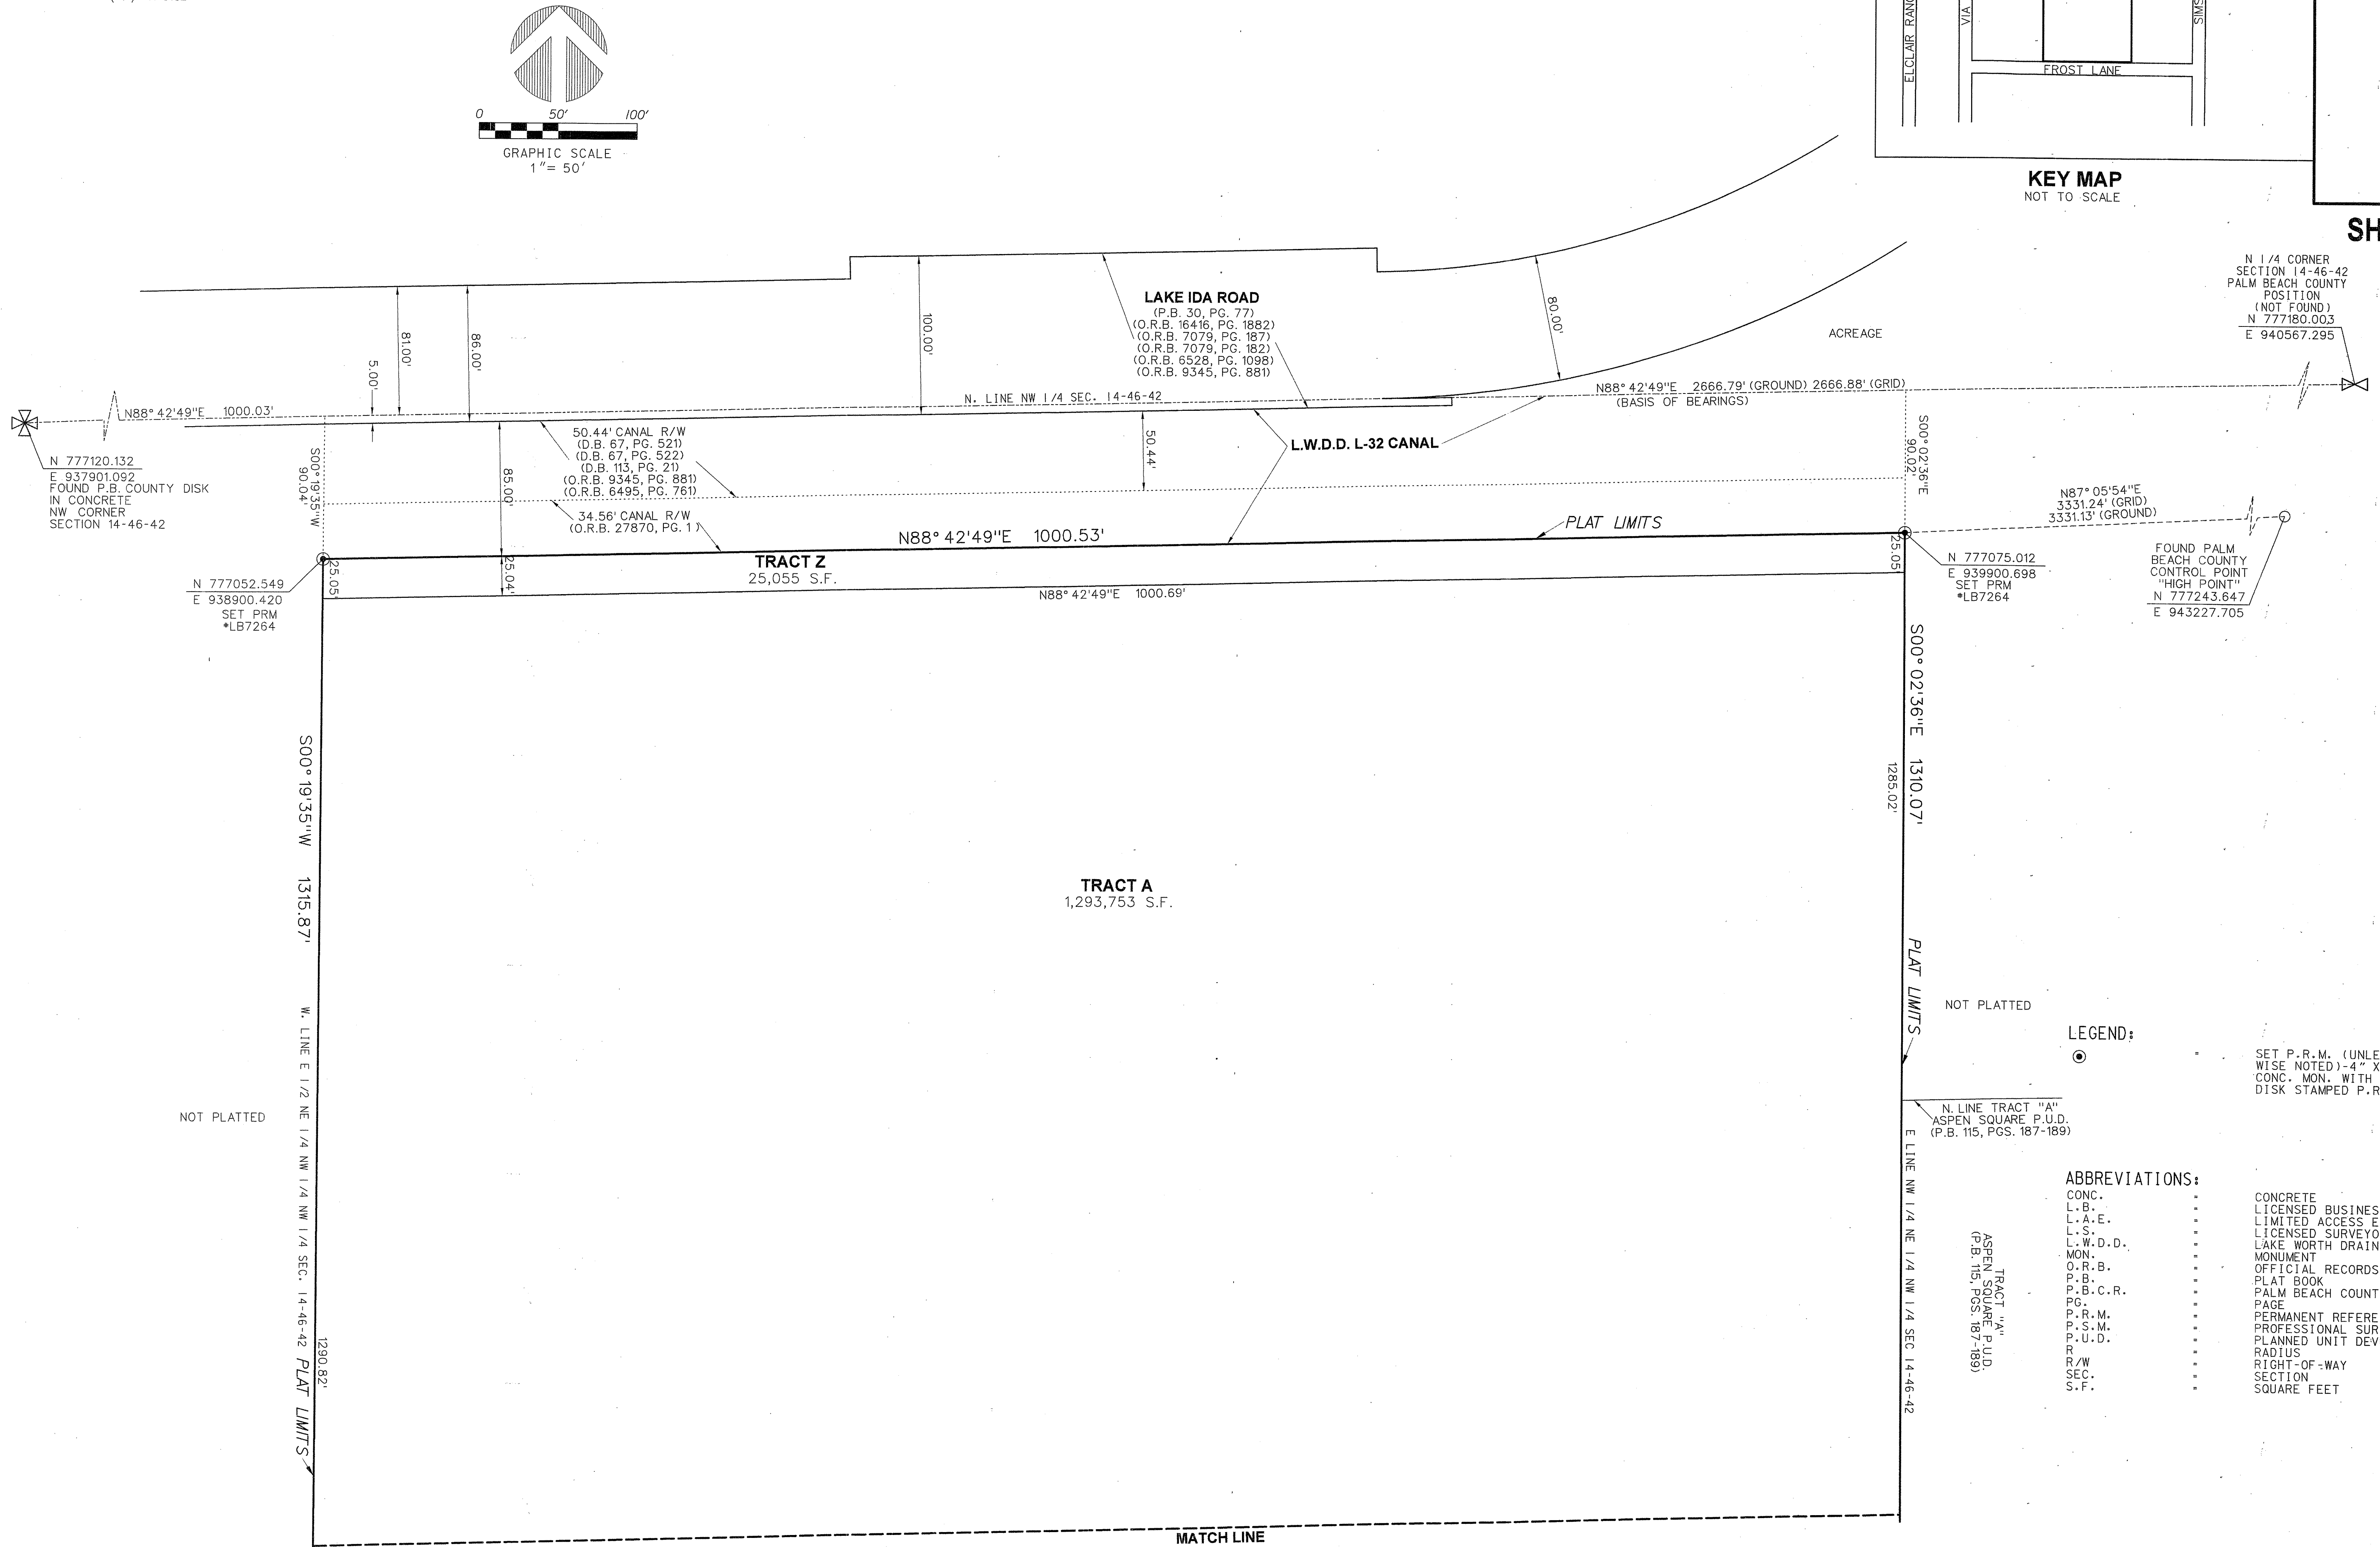 0 50' 100'
GRAPHIC SCALE
1"= 50'
VIA
FROST LANE
KEY MAP
NOT TO SCALE
SH
N 1/4 CORNER
SECTION 14-46-42
PALM BEACH COUNTY
POSITION
(NOT FOUND)
N 777180.003
E 940567.295
LAKE IDA ROAD
(P.B. 30, PG. 77)
(O.R.B. 16416, PG. 1882)
(O.R.B. 7079, PG. 187)
(O.R.B. 7079, PG. 182)
(O.R.B. 6528, PG. 1098)
(O.R.B. 9345, PG. 881)
81.00'
86.00'
5.00'
100.00'
80.00'
ACREAGE
N88°42'49"E 1000.03'
N. LINE NW 1/4 SEC. 14-46-42
N88°42'49"E 2666.79' (GROUND) 2666.88' (GRID)
(BASIS OF BEARINGS)
50.44' CANAL R/W
(D.B. 67, PG. 521)
(D.B. 67, PG. 522)
(D.B. 113, PG. 21)
(O.R.B. 9345, PG. 881)
(O.R.B. 6495, PG. 761)
50.44'
L.W.D.D. L-32 CANAL
S00°02'36"E
90.02'
N 777120.132
E 937901.092
FOUND P.B. COUNTY DISK
IN CONCRETE
NW CORNER
SECTION 14-46-42
S00°19'35"W
90.04'
85.00'
34.56' CANAL R/W
(O.R.B. 27870, PG. 1)
N88°42'49"E 1000.53'
PLAT LIMITS
N87°05'54"E
3331.24' (GRID)
3331.13' (GROUND)
FOUND PALM
BEACH COUNTY
CONTROL POINT
"HIGH POINT"
N 777243.647
E 943227.705
N 777052.549
E 938900.420
SET PRM
*LB7264
25.05'
25.04'
TRACT Z
25,055 S.F.
N88°42'49"E 1000.69'
25.05'
N 777075.012
E 939900.698
SET PRM
*LB7264
S00°02'36"E 1310.07'
1285.02'
S00°19'35"W 1315.87'
TRACT A
1,293,753 S.F.
PLAT LIMITS
NOT PLATTED
W. LINE E 1/2 NE 1/4 NW 1/4 NW 1/4 SEC. 14-46-42 PLAT LIMITS
NOT PLATTED
1290.82'
N. LINE TRACT "A"
ASPEN SQUARE P.U.D.
(P.B. 115, PGS. 187-189)
E LINE NW 1/4 NE 1/4 NW 1/4 SEC 14-46-42
TRACT "A"
ASPEN SQUARE P.U.D.
(P.B. 115, PGS. 187-189)
LEGEND:
SET P.R.M. (UNLE
WISE NOTED)-4" X
CONC. MON. WITH
DISK STAMPED P.R
ABBREVIATIONS:
CONC. = CONCRETE
L.B. = LICENSED BUSINES
L.A.E. = LIMITED ACCESS E
L.S. = LICENSED SURVEYO
L.W.D.D. = LAKE WORTH DRAIN
MON. = MONUMENT
O.R.B. = OFFICIAL RECORDS
P.B. = PLAT BOOK
P.B.C.R. = PALM BEACH COUNT
PG. = PAGE
P.R.M. = PERMANENT REFERE
P.S.M. = PROFESSIONAL SUR
P.U.D. = PLANNED UNIT DEV
R = RADIUS
R/W = RIGHT-OF-WAY
SEC. = SECTION
S.F. = SQUARE FEET
MATCH LINE